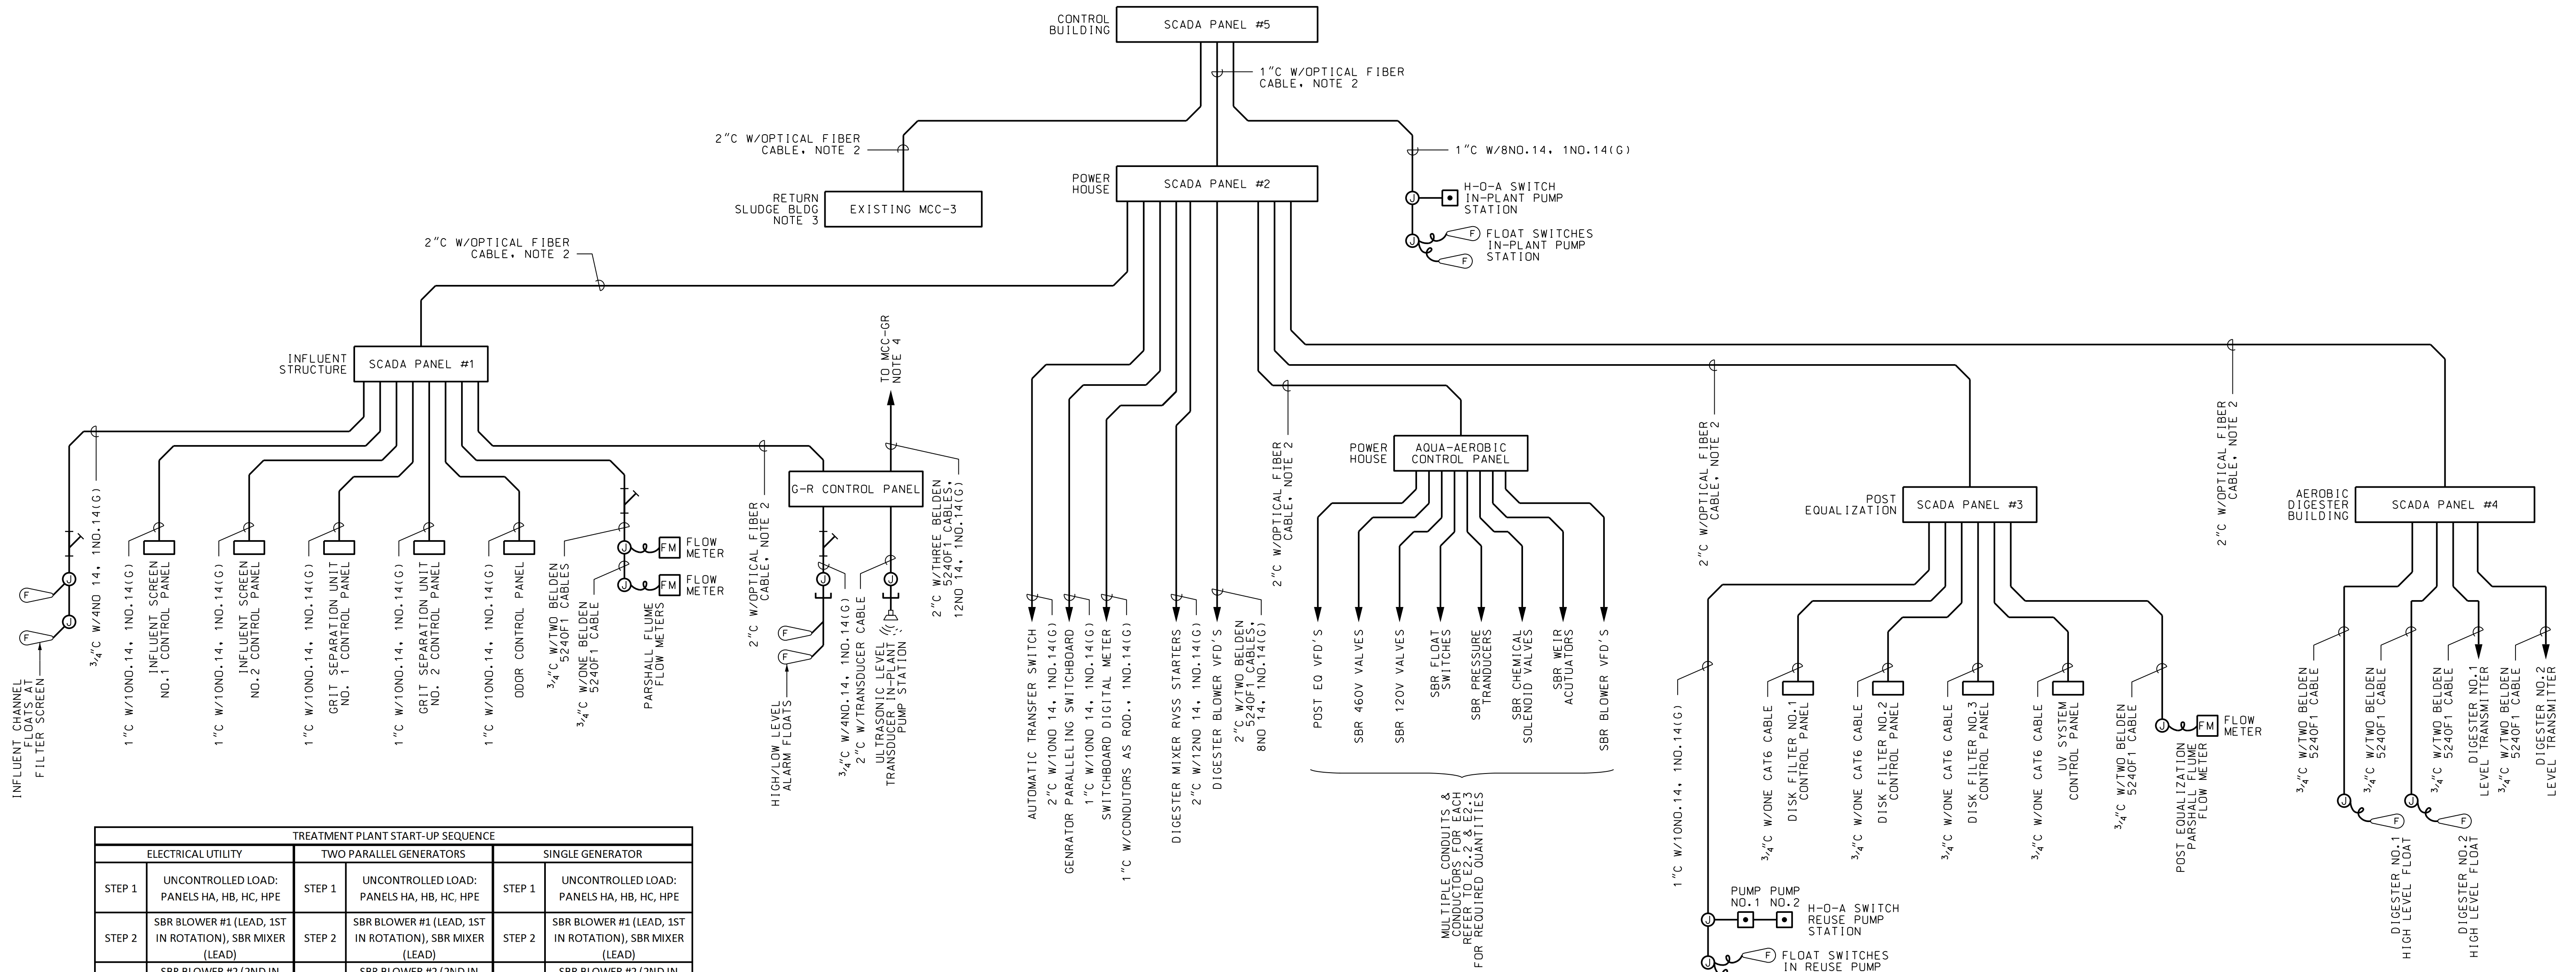 CONTROL
BUILDING
SCADA PANEL #5
1"C W/OPTICAL FIBER
CABLE, NOTE 2
2"C W/OPTICAL FIBER
CABLE, NOTE 2
1"C W/8NO.14, 1NO.14(G)
POWER
HOUSE
SCADA PANEL #2
RETURN
SLUDGE BLDG
NOTE 3
EXISTING MCC-3
J
H-O-A SWITCH
IN-PLANT PUMP
STATION
J
F
F
FLOAT SWITCHES
IN-PLANT PUMP
STATION
2"C W/OPTICAL FIBER
CABLE, NOTE 2
INFLUENT
STRUCTURE
SCADA PANEL #1
TO MCC-GR
NOTE 4
G-R CONTROL PANEL
2"C W/THREE BELDEN
5240F1 CABLES,
12NO 14, 1NO.14(G)
2"C W/OPTICAL FIBER
CABLE, NOTE 2
J
F
J
F
INFLUENT CHANNEL
FLOATS AT
FILTER SCREEN
3/4"C W/4NO 14, 1NO.14(G)
1"C W/10NO.14, 1NO.14(G)
INFLUENT SCREEN
NO.1 CONTROL PANEL
1"C W/10NO.14, 1NO.14(G)
INFLUENT SCREEN
NO.2 CONTROL PANEL
1"C W/10NO.14, 1NO.14(G)
GRIT SEPARATION UNIT
NO. 1 CONTROL PANEL
1"C W/10NO.14, 1NO.14(G)
GRIT SEPARATION UNIT
NO. 2 CONTROL PANEL
1"C W/10NO.14, 1NO.14(G)
ODOR CONTROL PANEL
3/4"C W/TWO BELDEN
5240F1 CABLES
3/4"C W/ONE BELDEN
5240F1 CABLE
J
FM
FLOW
METER
J
FM
FLOW
METER
PARSHALL FLUME
FLOW METERS
J
J
F
F
HIGH/LOW LEVEL
ALARM FLOATS
3/4"C W/4NO.14, 1NO.14(G)
2"C W/TRANSDUCER CABLE
ULTRASONIC LEVEL
TRANSDUCER IN-PLANT
PUMP STATION
AUTOMATIC TRANSFER SWITCH
2"C W/10NO 14, 1NO.14(G)
GENRATOR PARALLELING SWITCHBOARD
1"C W/10NO 14, 1NO.14(G)
SWITCHBOARD DIGITAL METER
1"C W/CONDUTORS AS RQD., 1NO.14(G)
DIGESTER MIXER RVSS STARTERS
2"C W/12NO 14, 1NO.14(G)
DIGESTER BLOWER VFD'S
2"C W/TWO BELDEN
5240F1 CABLES,
8NO 14, 1NO.14(G)
2"C W/OPTICAL FIBER
CABLE, NOTE 2
POWER
HOUSE
AQUA-AEROBIC
CONTROL PANEL
POST EQ VFD'S
SBR 460V VALVES
SBR 120V VALVES
SBR FLOAT
SWITCHES
SBR PRESSURE
TRANDUCERS
SBR CHEMICAL
SOLENOID VALVES
SBR WEIR
ACUTUATORS
SBR BLOWER VFD'S
MULTIPLE CONDUITS &
CONDUCTORS FOR EACH
REFER TO E2.2 & E2.3
FOR REQUIRED QUANTITIES
2"C W/OPTICAL FIBER
CABLE, NOTE 2
POST
EQUALIZATION
SCADA PANEL #3
1"C W/10NO.14, 1NO.14(G)
3/4"C W/ONE CAT6 CABLE
DISK FILTER NO.1
CONTROL PANEL
3/4"C W/ONE CAT6 CABLE
DISK FILTER NO.2
CONTROL PANEL
3/4"C W/ONE CAT6 CABLE
DISK FILTER NO.3
CONTROL PANEL
3/4"C W/ONE CAT6 CABLE
UV SYSTEM
CONTROL PANEL
3/4"C W/TWO BELDEN
5240F1 CABLE
J
FM
FLOW
METER
POST EQUALIZATION
PARSHALL FLUME
FLOW METER
PUMP PUMP
NO.1 NO.2
J
H-O-A SWITCH
REUSE PUMP
STATION
J
F
FLOAT SWITCHES
IN REUSE PUMP
2"C W/OPTICAL FIBER
CABLE, NOTE 2
AEROBIC
DIGESTER
BUILDING
SCADA PANEL #4
3/4"C W/TWO BELDEN
5240F1 CABLE
3/4"C W/TWO BELDEN
5240F1 CABLE
3/4"C W/TWO BELDEN
5240F1 CABLE
DIGESTER NO.1
LEVEL TRANSMITTER
3/4"C W/TWO BELDEN
5240F1 CABLE
DIGESTER NO.2
LEVEL TRANSMITTER
J
F
DIGESTER NO.1
HIGH LEVEL FLOAT
J
F
DIGESTER NO.2
HIGH LEVEL FLOAT
TREATMENT PLANT START-UP SEQUENCE
ELECTRICAL UTILITY TWO PARALLEL GENERATORS SINGLE GENERATOR
STEP 1 UNCONTROLLED LOAD: PANELS HA, HB, HC, HPE STEP 1 UNCONTROLLED LOAD: PANELS HA, HB, HC, HPE STEP 1 UNCONTROLLED LOAD: PANELS HA, HB, HC, HPE
STEP 2 SBR BLOWER #1 (LEAD, 1ST IN ROTATION), SBR MIXER (LEAD) STEP 2 SBR BLOWER #1 (LEAD, 1ST IN ROTATION), SBR MIXER (LEAD) STEP 2 SBR BLOWER #1 (LEAD, 1ST IN ROTATION), SBR MIXER (LEAD)
SBR BLOWER #2 (2ND IN SBR BLOWER #2 (2ND IN SBR BLOWER #2 (2ND IN